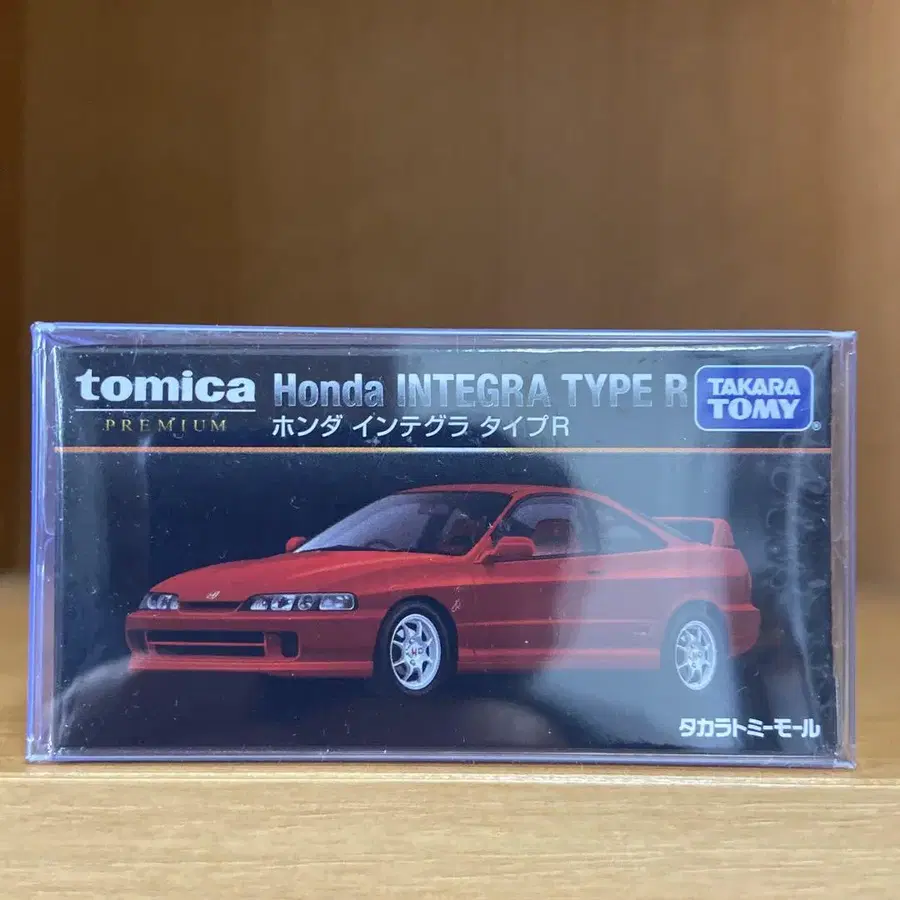 tomica
PREMIUM
Honda INTEGRA TYPE R
ホンダ インテグラ タイプR
TAKARA
TOMY®
タカラトミーモール